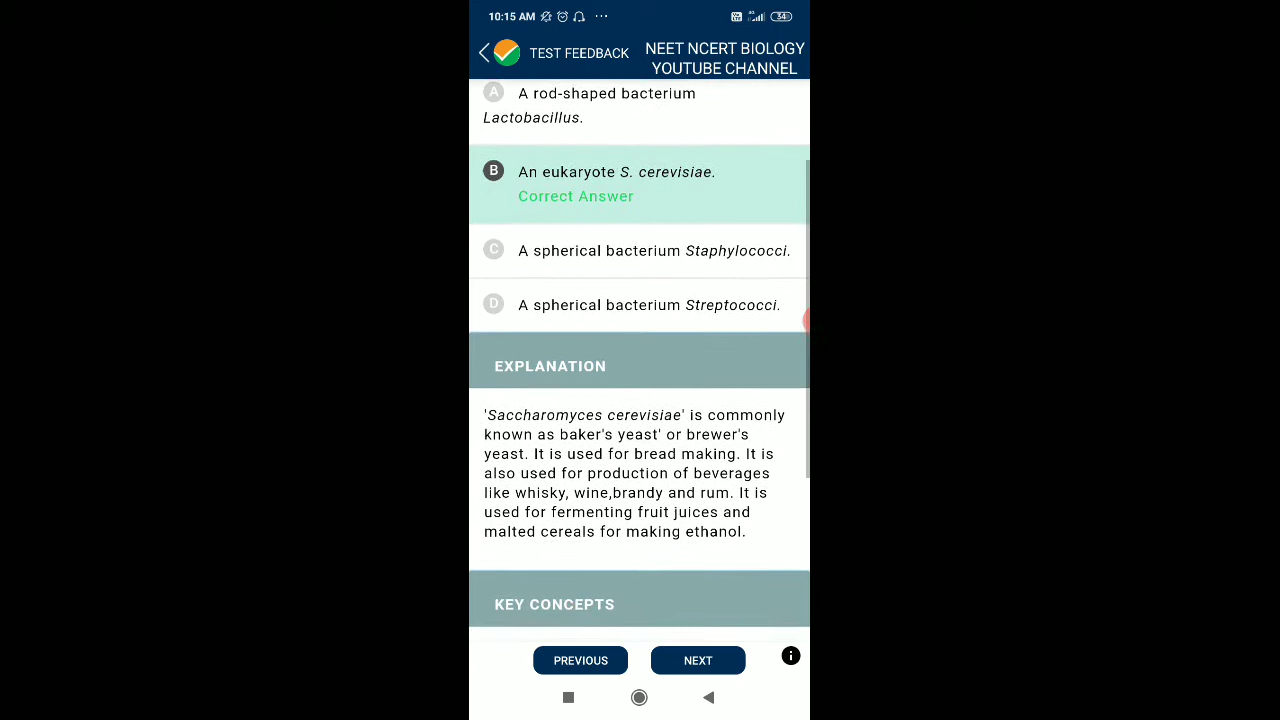 10:15 AM ...
4G 34
TEST FEEDBACK
NEET NCERT BIOLOGY
YOUTUBE CHANNEL
A A rod-shaped bacterium
Lactobacillus.
B An eukaryote S. cerevisiae.
Correct Answer
C A spherical bacterium Staphylococci.
D A spherical bacterium Streptococci.
EXPLANATION
'Saccharomyces cerevisiae' is commonly
known as baker's yeast' or brewer's
yeast. It is used for bread making. It is
also used for production of beverages
like whisky, wine,brandy and rum. It is
used for fermenting fruit juices and
malted cereals for making ethanol.
KEY CONCEPTS
PREVIOUS NEXT